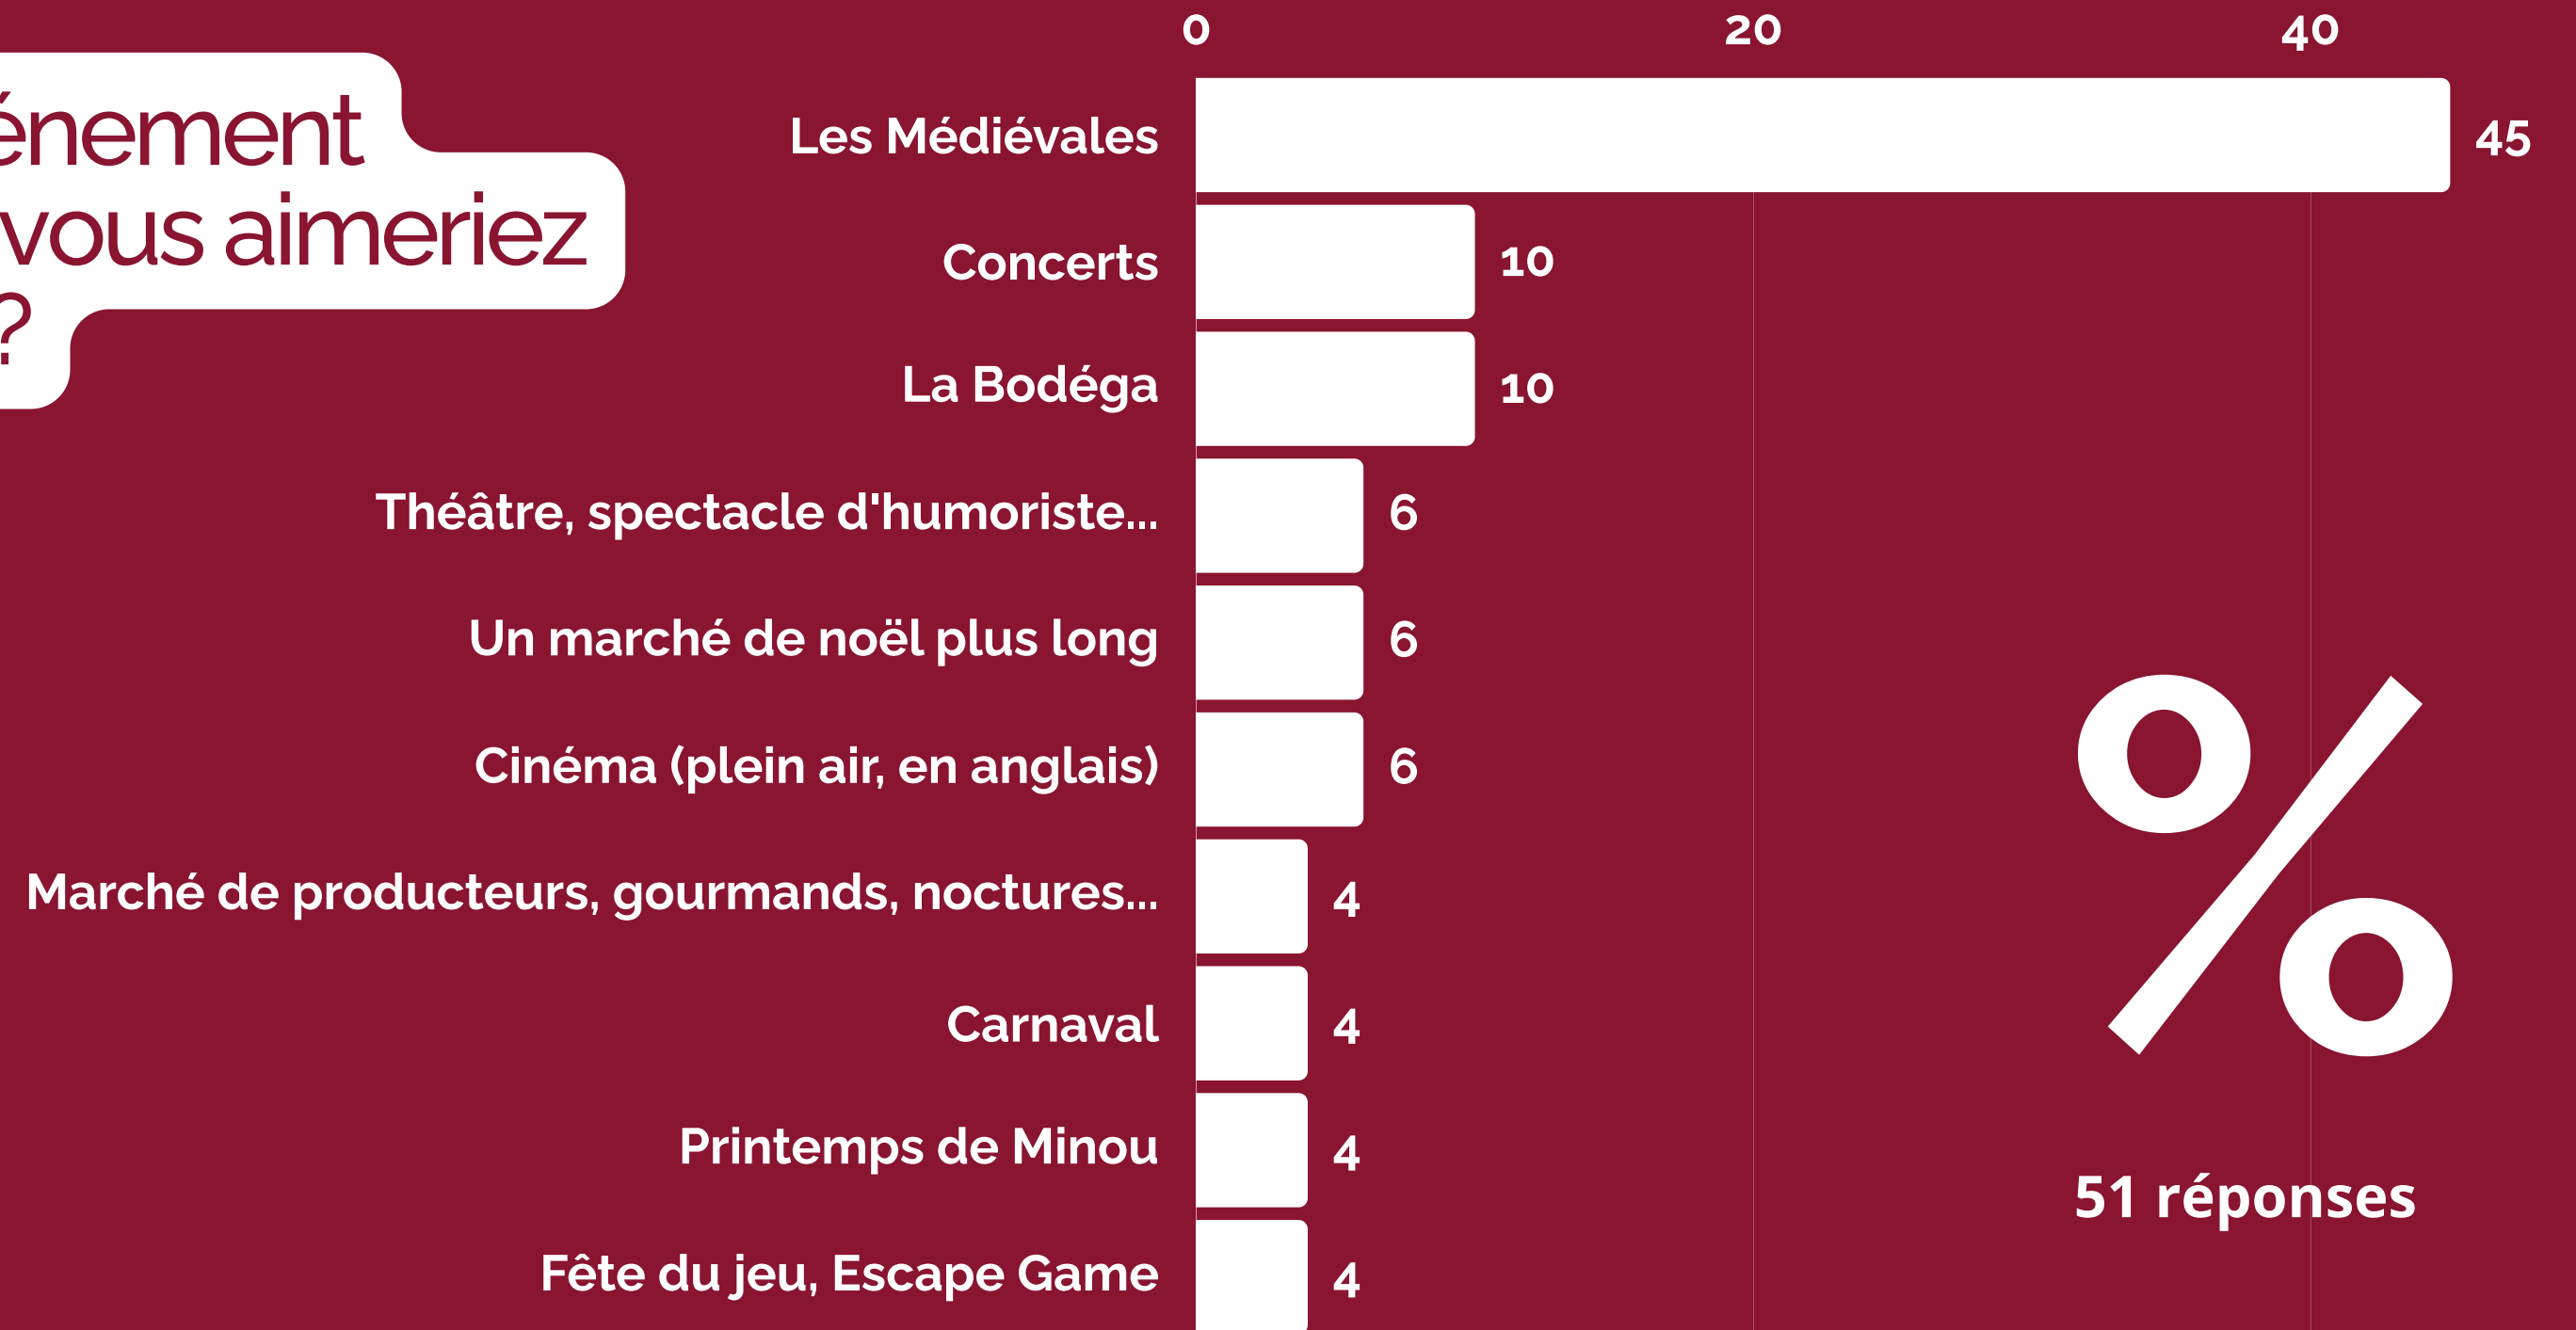 énement
vous aimeriez
?
0 20 40
Les Médiévales 45
Concerts 10
La Bodéga 10
Théâtre, spectacle d'humoriste... 6
Un marché de noël plus long 6
Cinéma (plein air, en anglais) 6
Marché de producteurs, gourmands, noctures... 4
Carnaval 4
Printemps de Minou 4
Fête du jeu, Escape Game 4
%
51 réponses